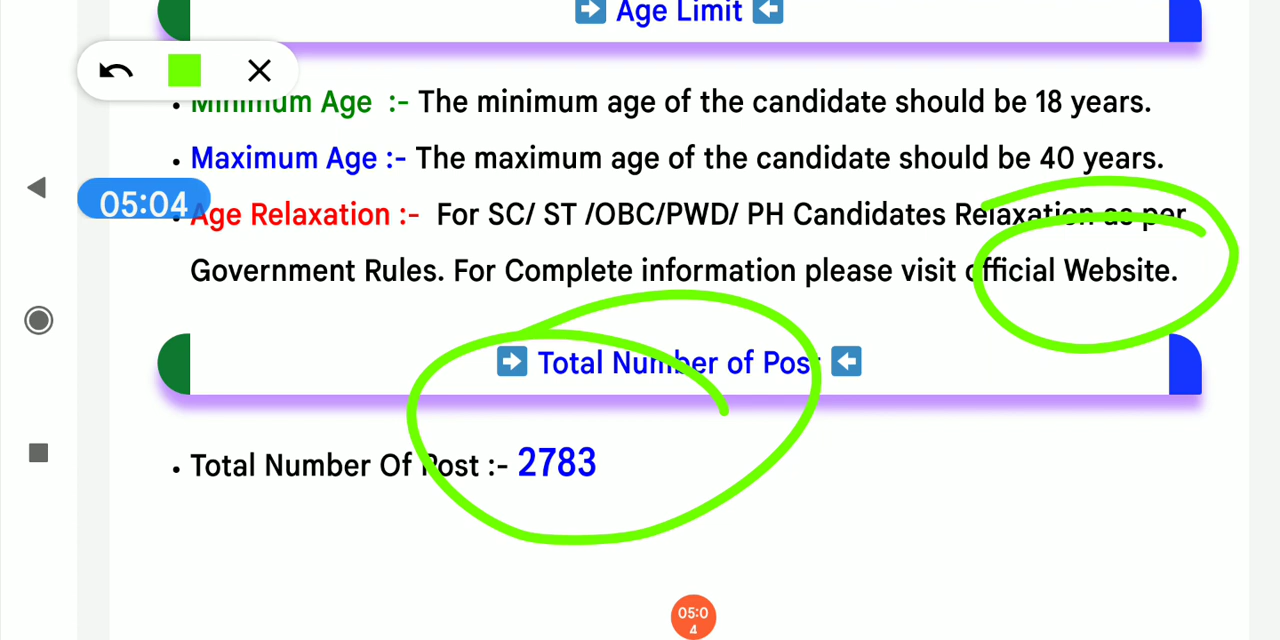 Age Limit
Minimum Age :- The minimum age of the candidate should be 18 years.
Maximum Age :- The maximum age of the candidate should be 40 years.
05:04
Age Relaxation :- For SC/ ST /OBC/PWD/ PH Candidates Relaxation as per
Government Rules. For Complete information please visit official Website.
Total Number of Post
Total Number Of Post :- 2783
05:0
4